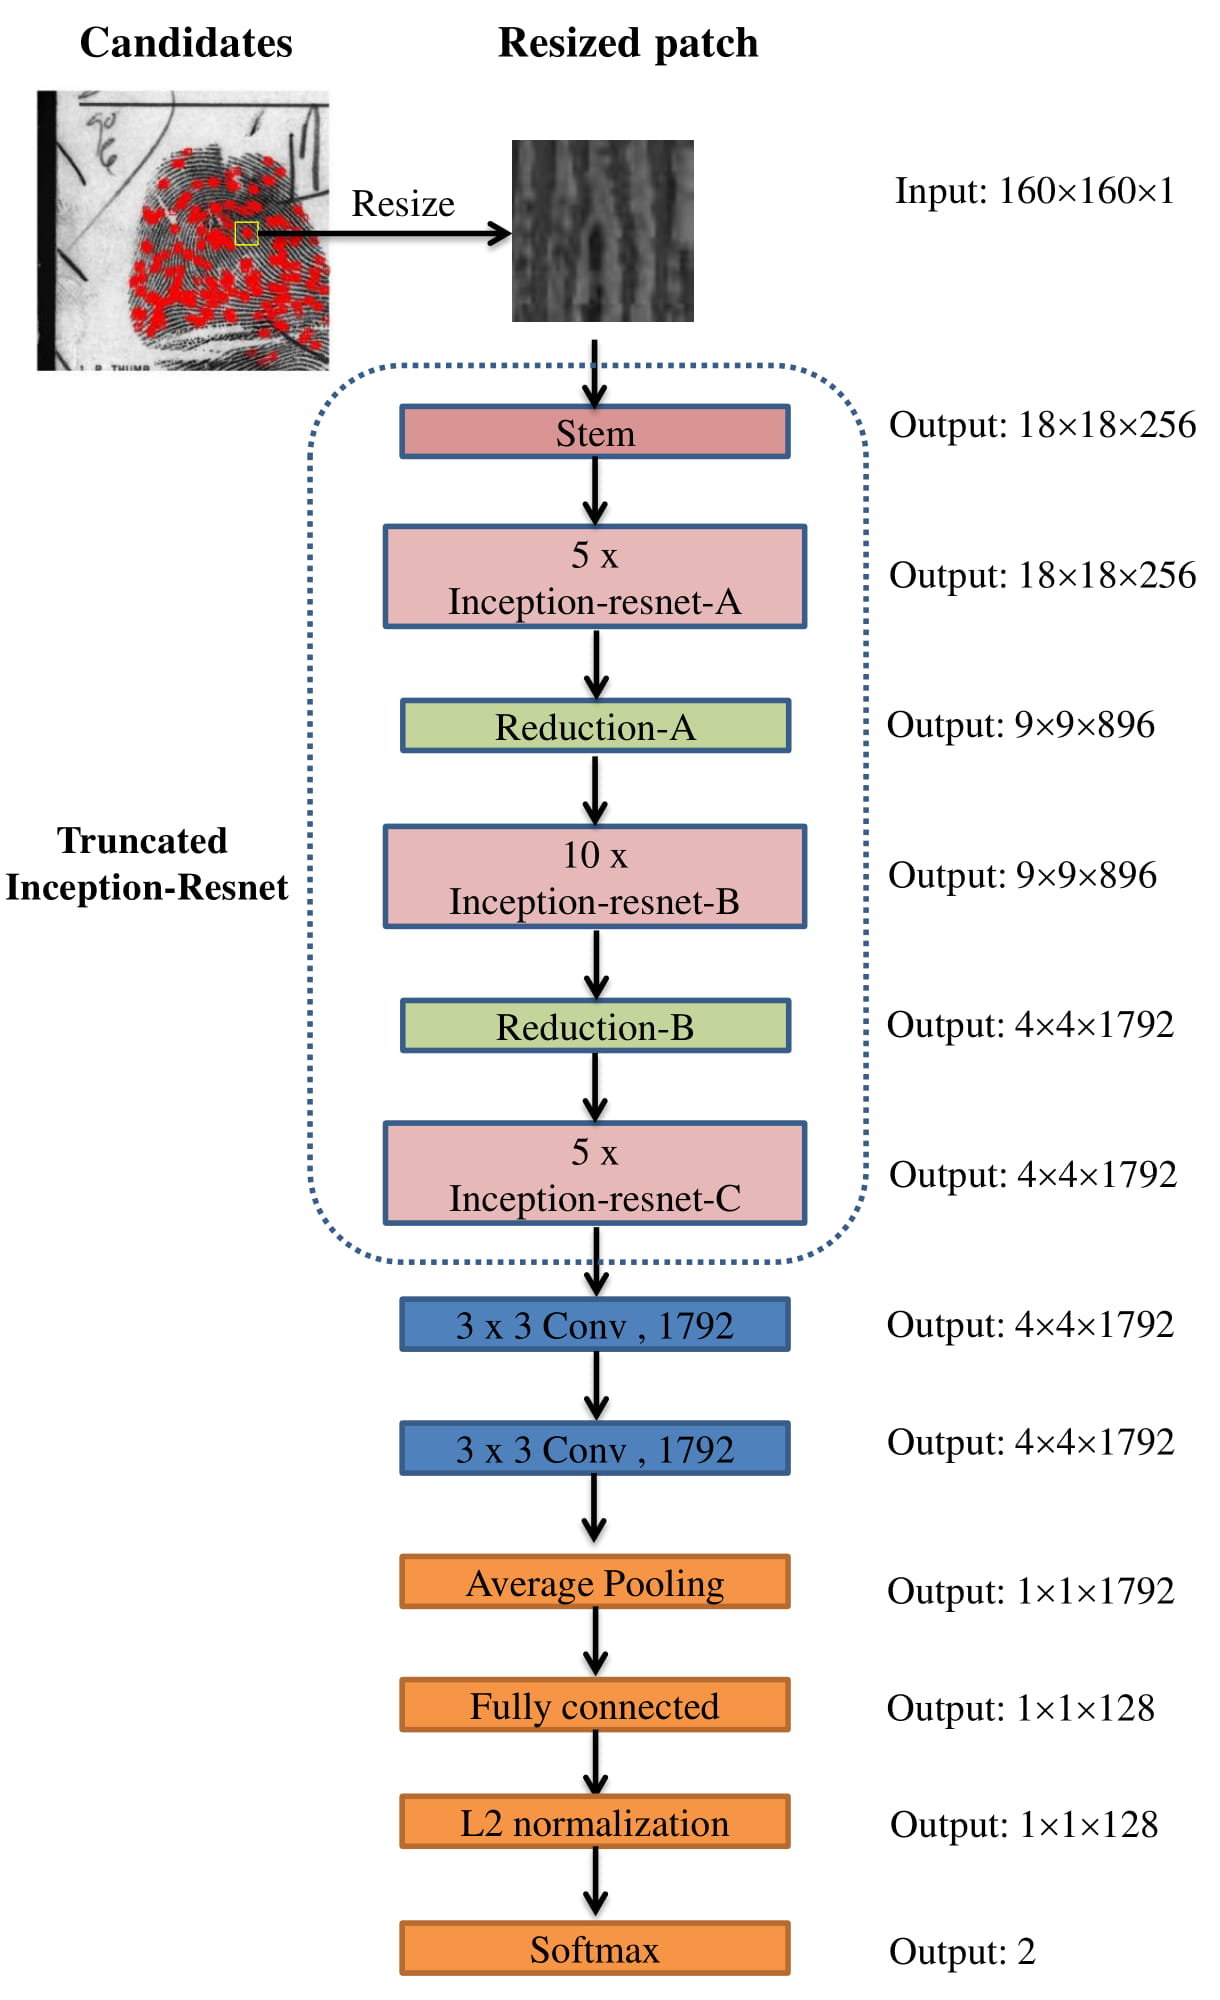 Candidates
Resized patch
Resize
Input: 160×160×1
Stem
Output: 18×18×256
5 x
Inception-resnet-A
Output: 18×18×256
Reduction-A
Output: 9×9×896
Truncated
Inception-Resnet
10 x
Inception-resnet-B
Output: 9×9×896
Reduction-B
Output: 4×4×1792
5 x
Inception-resnet-C
Output: 4×4×1792
3 x 3 Conv , 1792
Output: 4×4×1792
3 x 3 Conv , 1792
Output: 4×4×1792
Average Pooling
Output: 1×1×1792
Fully connected
Output: 1×1×128
L2 normalization
Output: 1×1×128
Softmax
Output: 2